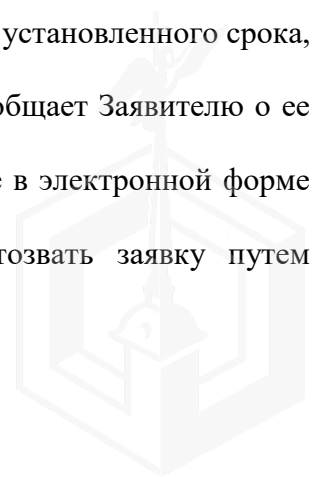 установленного срока,
общает Заявителю о ее
в электронной форме
отозвать заявку путем